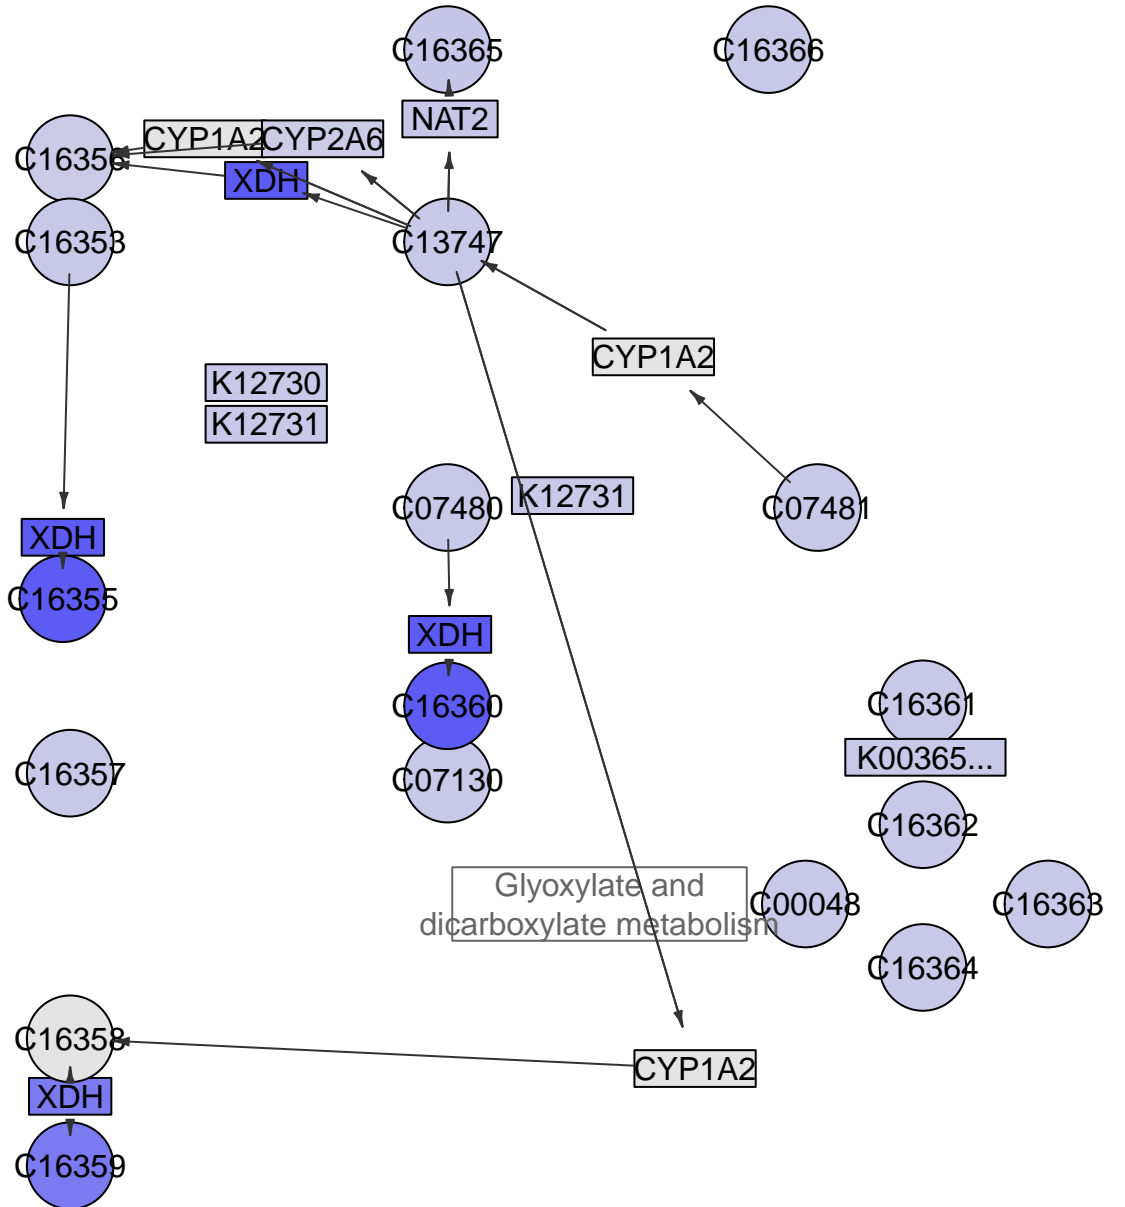 C16365
C16366
NAT2
CYP1A2
CYP2A6
C16356
XDH
C16353
C13747
CYP1A2
K12730
K12731
K12731
C07480
C07481
XDH
C16355
XDH
C16360
C16361
K00365...
C16357
C07130
C16362
Glyoxylate and
dicarboxylate metabolism
C00048
C16363
C16364
C16358
CYP1A2
XDH
C16359